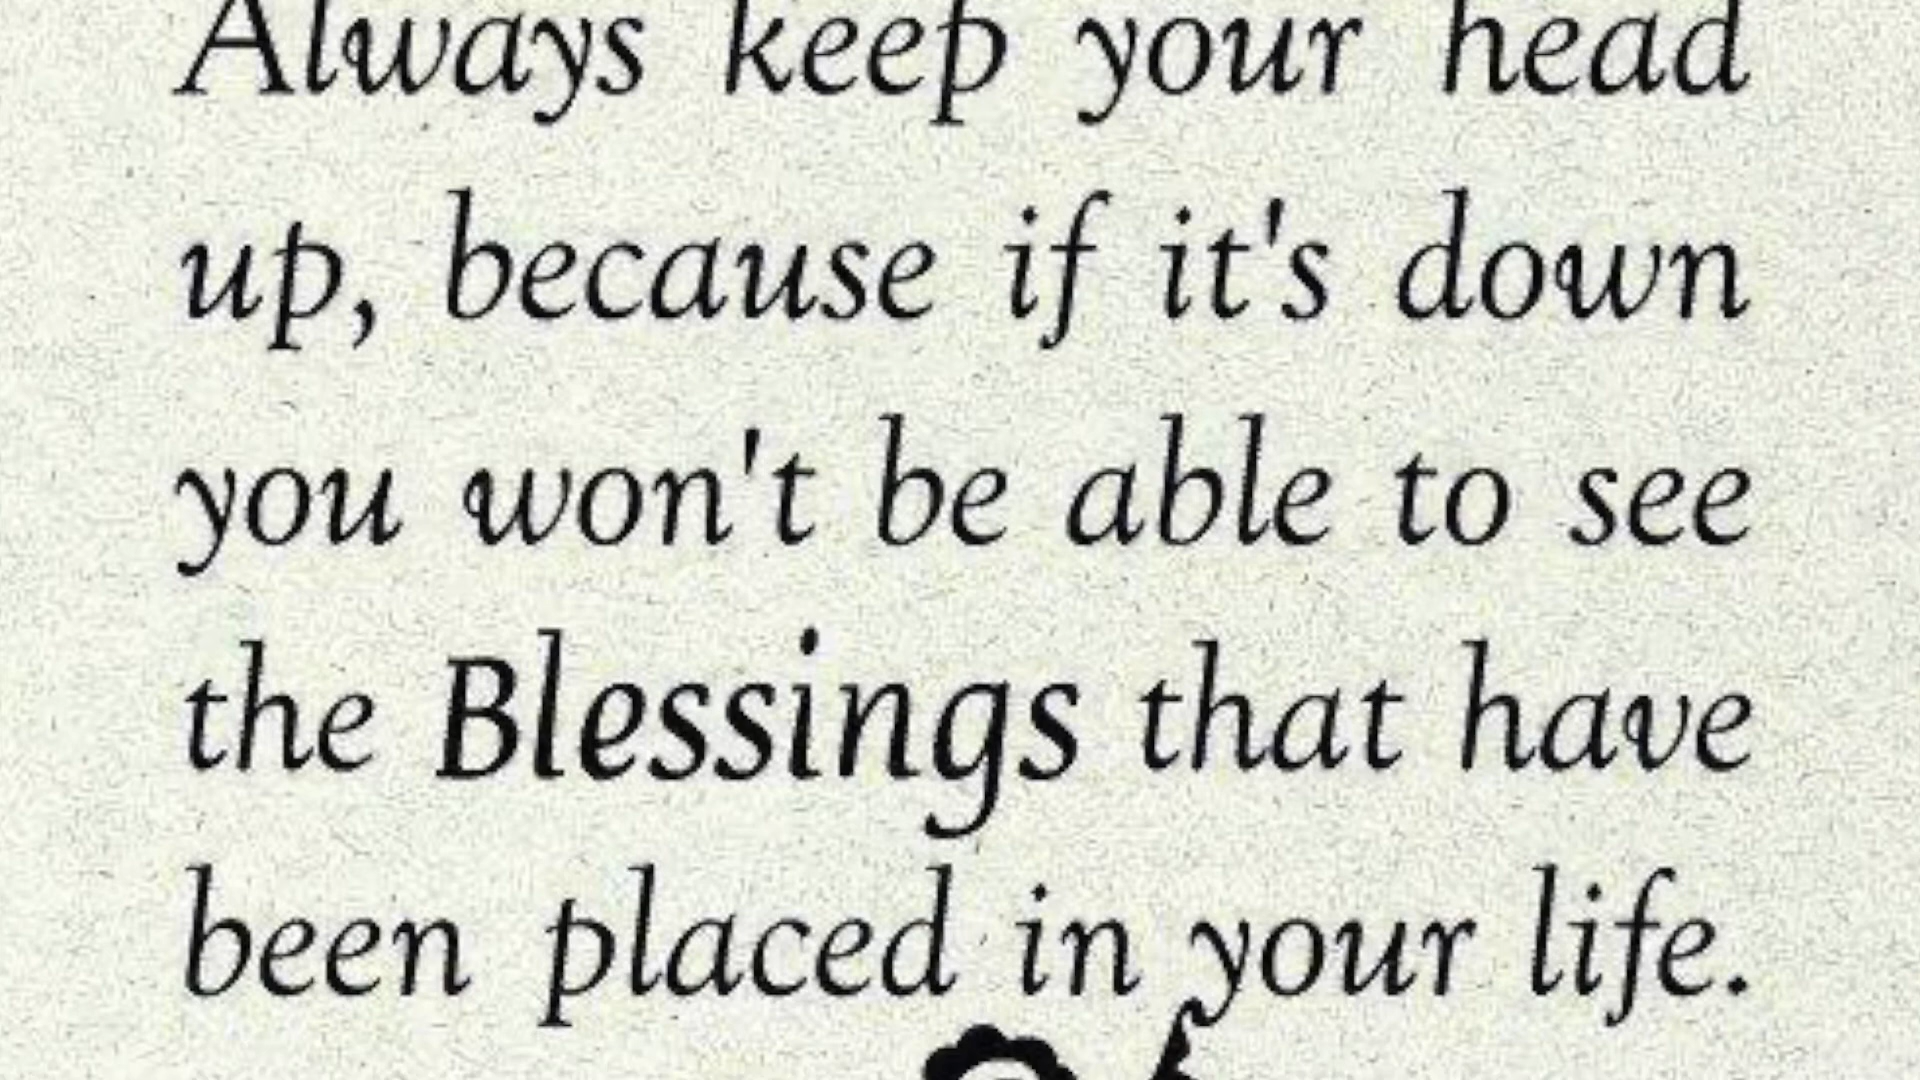 Always keep your head
up, because if it's down
you won't be able to see
the Blessings that have
been placed in your life.